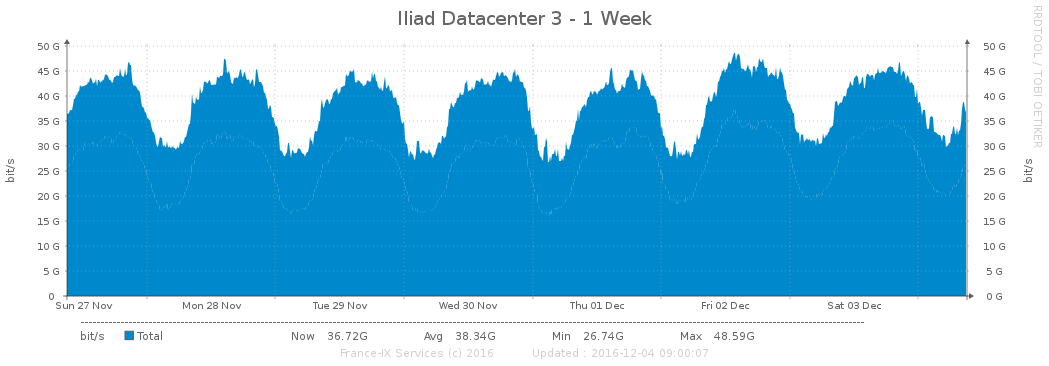 Iliad Datacenter 3 - 1 Week
RRDTOOL / TOBI OETIKER
50 G 50 G
45 G 45 G
40 G 40 G
35 G 35 G
30 G 30 G
25 G 25 G
20 G 20 G
15 G 15 G
10 G 10 G
5 G 5 G
0 0 G
bit/s bit/s
Sun 27 Nov Mon 28 Nov Tue 29 Nov Wed 30 Nov Thu 01 Dec Fri 02 Dec Sat 03 Dec
bit/s Total Now 36.72G Avg 38.34G Min 26.74G Max 48.59G
France-IX Services (c) 2016 Updated : 2016-12-04 09:00:07